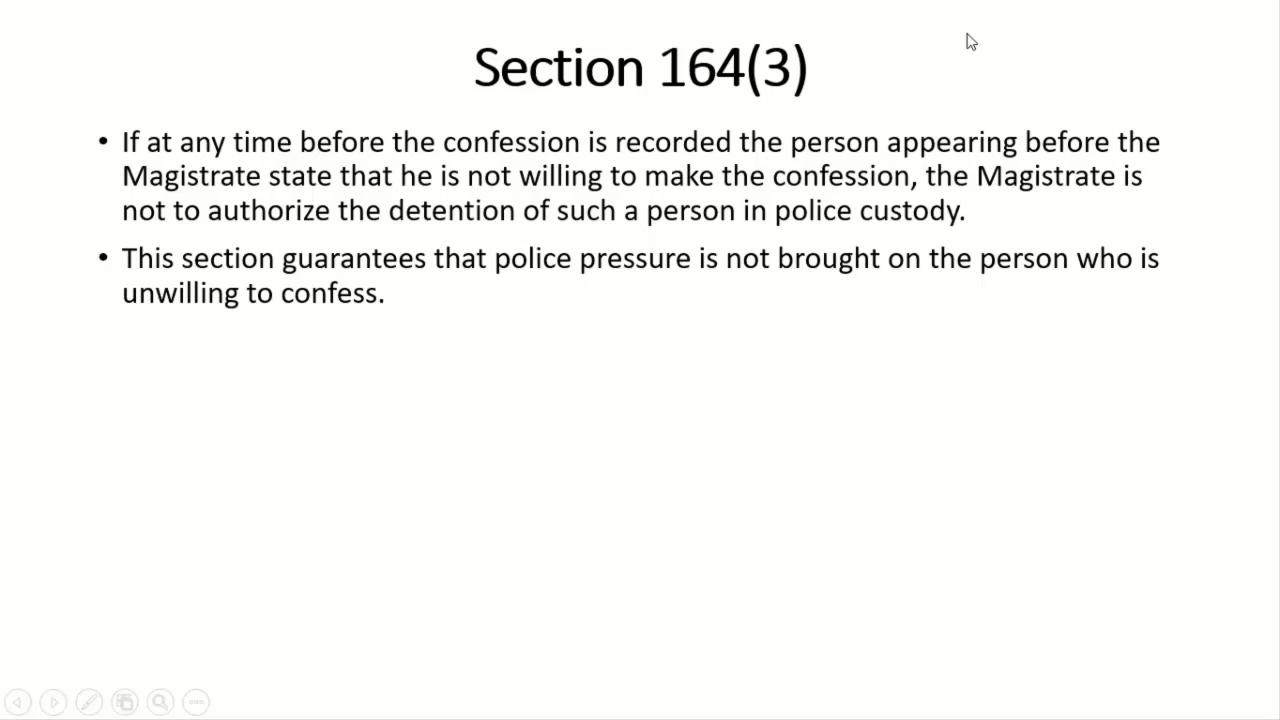 Section 164(3)
• If at any time before the confession is recorded the person appearing before the
Magistrate state that he is not willing to make the confession, the Magistrate is
not to authorize the detention of such a person in police custody.
• This section guarantees that police pressure is not brought on the person who is
unwilling to confess.